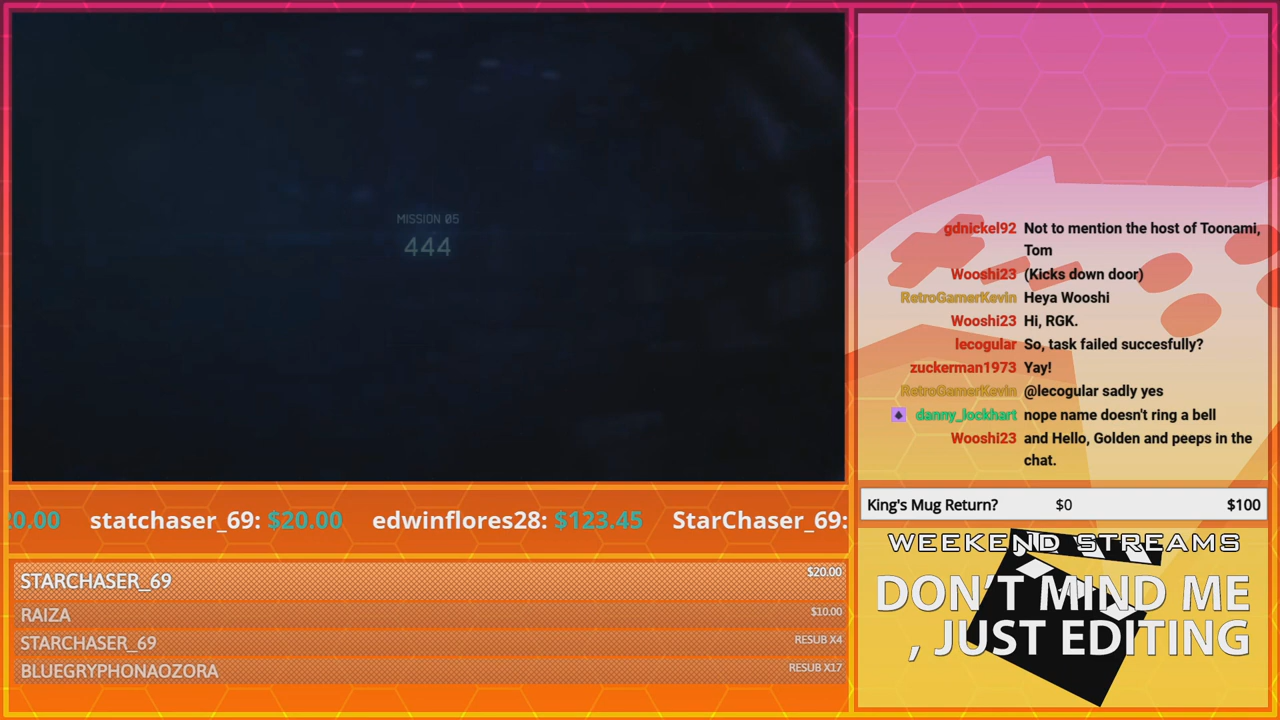 MISSION 05
444
gdnickel92 Not to mention the host of Toonami,
Tom
Wooshi23 (Kicks down door)
RetroGamerKevin Heya Wooshi
Wooshi23 Hi, RGK.
lecogular So, task failed succesfully?
zuckerman1973 Yay!
RetroGamerKevin @lecogular sadly yes
danny_lockhart nope name doesn't ring a bell
Wooshi23 and Hello, Golden and peeps in the
chat.
King's Mug Return? $0 $100
20.00 statchaser_69: $20.00 edwinflores28: $123.45 StarChaser_69:
STARCHASER_69 $20.00
RAIZA $10.00
STARCHASER_69 RESUB X4
BLUEGRYPHONAOZORA RESUB X17
WEEKEND STREAMS
DON'T MIND ME
, JUST EDITING